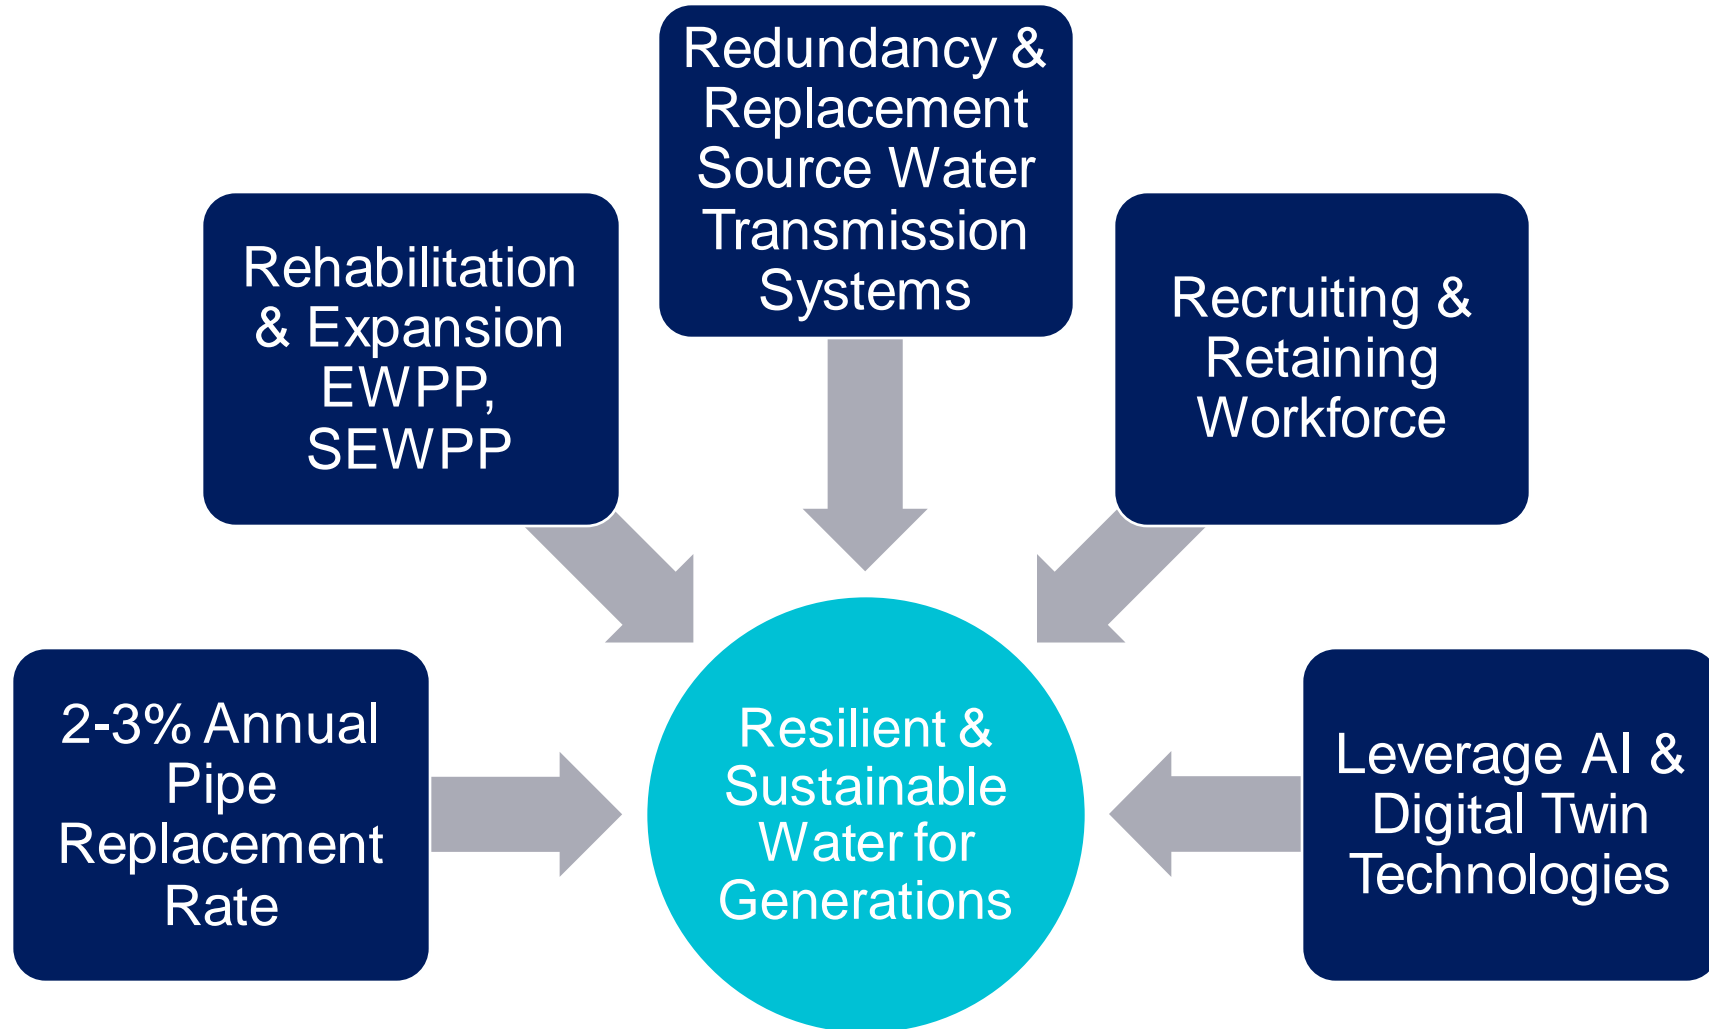 Redundancy &
Replacement
Source Water
Transmission
Systems
Rehabilitation
& Expansion
EWPP,
SEWPP
Recruiting &
Retaining
Workforce
2-3% Annual
Pipe
Replacement
Rate
Resilient &
Sustainable
Water for
Generations
Leverage AI &
Digital Twin
Technologies